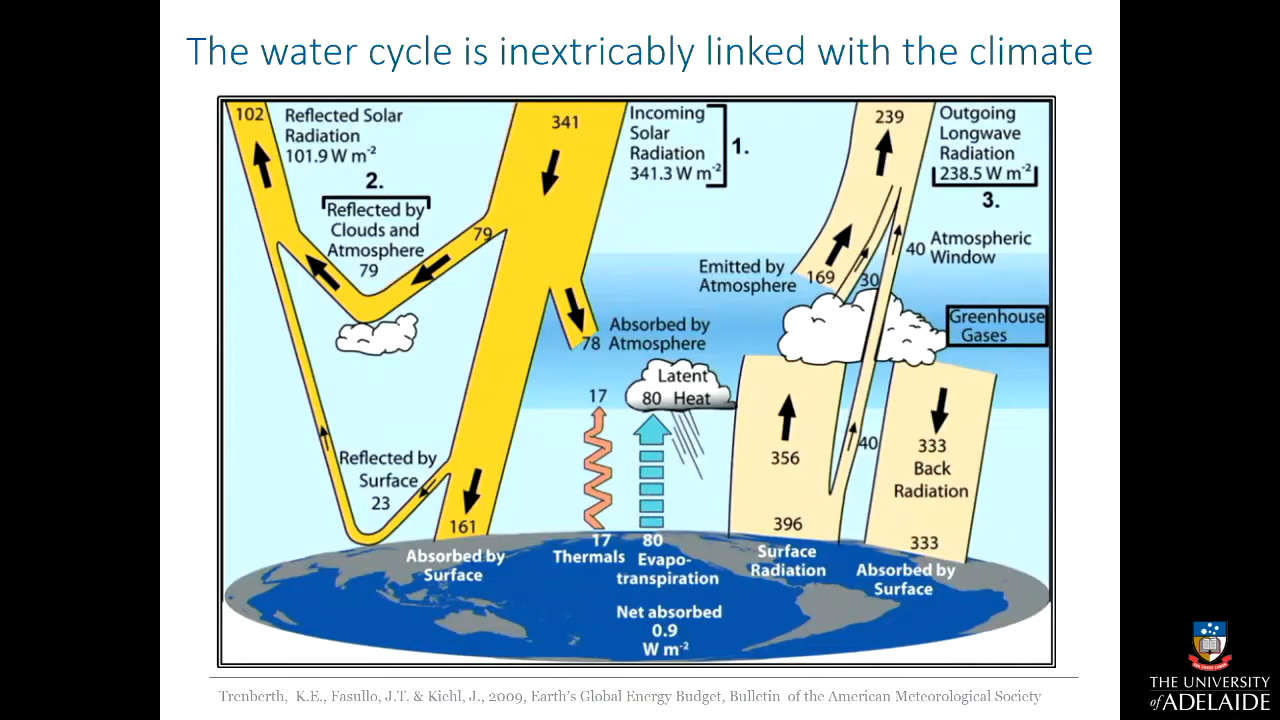 The water cycle is inextricably linked with the climate
102
Reflected Solar
Radiation
101.9 W m⁻²
2.
Reflected by
Clouds and
Atmosphere
79
79
341
Incoming
Solar
Radiation
341.3 W m⁻²
1.
239
Outgoing
Longwave
Radiation
238.5 W m⁻²
3.
Emitted by
Atmosphere
169
30
40
Atmospheric
Window
Greenhouse
Gases
78
Absorbed by
Atmosphere
Latent
80 Heat
17
Reflected by
Surface
23
161
Absorbed by
Surface
17
Thermals
80
Evapo-
transpiration
356
40
396
Surface
Radiation
333
Back
Radiation
333
Absorbed by
Surface
Net absorbed
0.9
W m⁻²
Trenberth, K.E., Fasullo, J.T. & Kiehl, J., 2009, Earth's Global Energy Budget, Bulletin of the American Meteorological Society
THE UNIVERSITY
of ADELAIDE